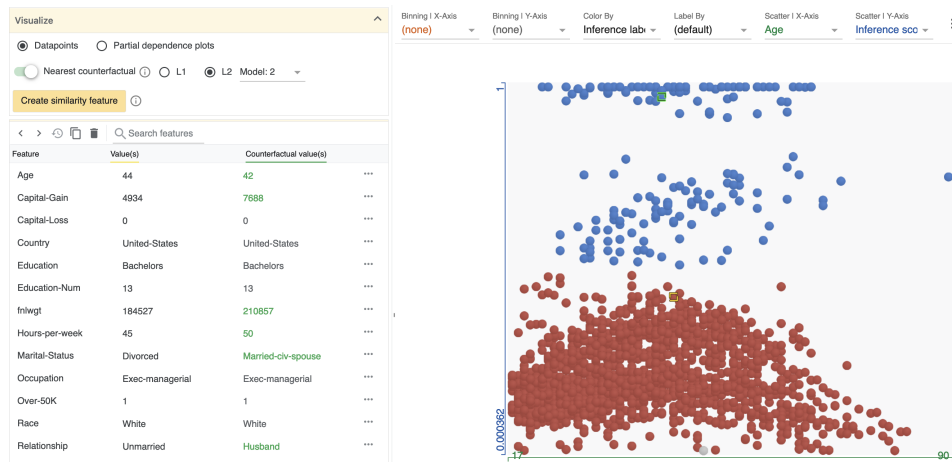 Visualize
Datapoints Partial dependence plots
Nearest counterfactual L1 L2 Model: 2
Create similarity feature
Search features
Feature Value(s) Counterfactual value(s)
Age 44 42
Capital-Gain 4934 7688
Capital-Loss 0 0
Country United-States United-States
Education Bachelors Bachelors
Education-Num 13 13
fnlwgt 184527 210857
Hours-per-week 45 50
Marital-Status Divorced Married-civ-spouse
Occupation Exec-managerial Exec-managerial
Over-50K 1 1
Race White White
Relationship Unmarried Husband
Binning | X-Axis Binning | Y-Axis Color By Label By Scatter | X-Axis Scatter | Y-Axis
(none) (none) Inference labe (default) Age Inference sco
1
0.000362
17 90